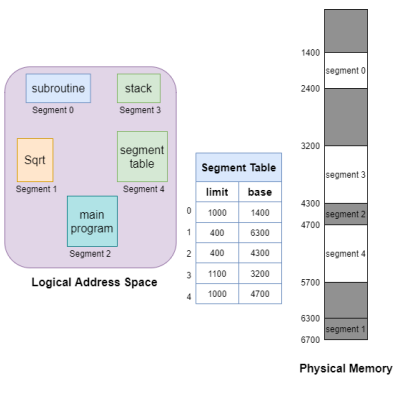 subroutine
Segment 0
stack
Segment 3
Sqrt
Segment 1
segment
table
Segment 4
main
program
Segment 2
Logical Address Space
Segment Table
limit base
0 1000 1400
1 400 6300
2 400 4300
3 1100 3200
4 1000 4700
1400
segment 0
2400
3200
segment 3
4300
segment 2
4700
segment 4
5700
6300
segment 1
6700
Physical Memory